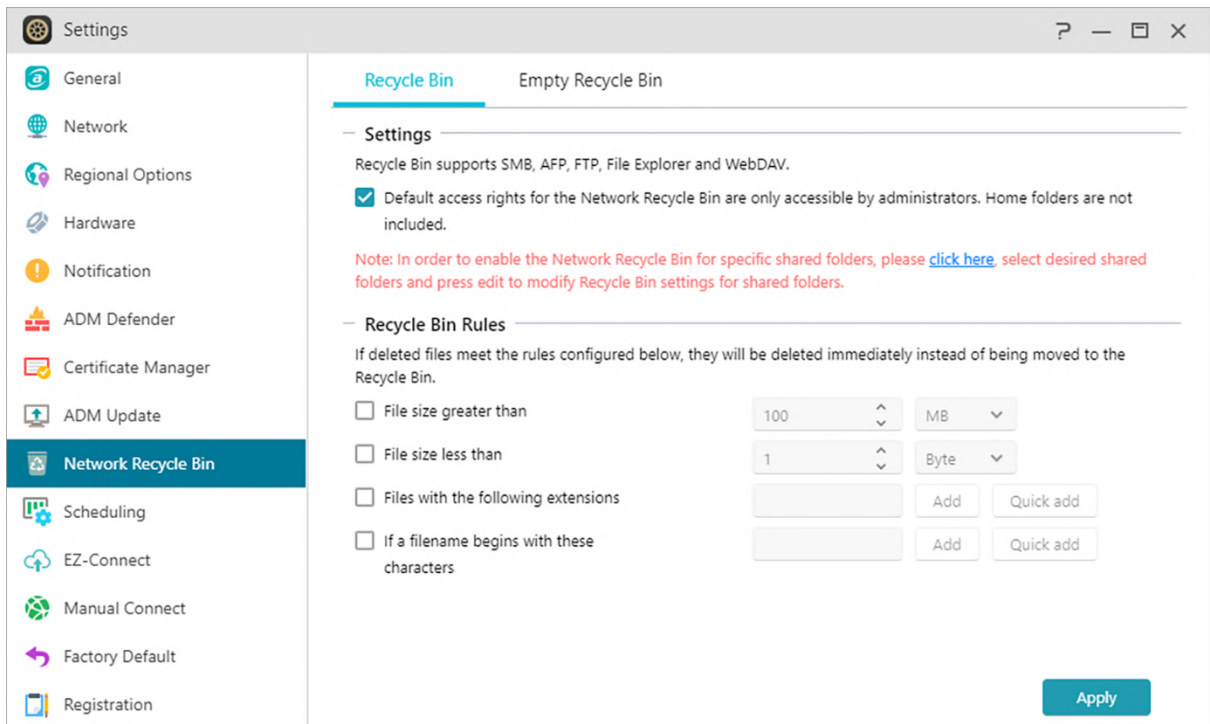 Settings
General
Network
Regional Options
Hardware
Notification
ADM Defender
Certificate Manager
ADM Update
Network Recycle Bin
Scheduling
EZ-Connect
Manual Connect
Factory Default
Registration
Recycle Bin
Empty Recycle Bin
Settings
Recycle Bin supports SMB, AFP, FTP, File Explorer and WebDAV.
Default access rights for the Network Recycle Bin are only accessible by administrators. Home folders are not
included.
Note: In order to enable the Network Recycle Bin for specific shared folders, please click here, select desired shared
folders and press edit to modify Recycle Bin settings for shared folders.
Recycle Bin Rules
If deleted files meet the rules configured below, they will be deleted immediately instead of being moved to the
Recycle Bin.
File size greater than 100 MB
File size less than 1 Byte
Files with the following extensions Add Quick add
If a filename begins with these Add Quick add
characters
Apply